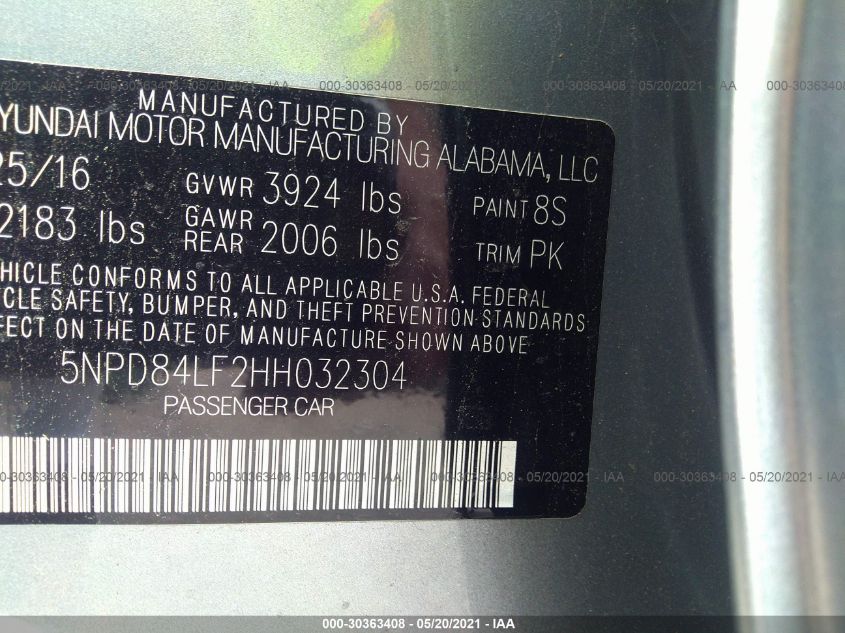 000-30363408 - 05/20/2021 - IAA
MANUFACTURED BY
YUNDAI MOTOR MANUFACTURING ALABAMA, LLC
25/16 GVWR 3924 lbs PAINT 8S
2183 lbs GAWR REAR 2006 lbs TRIM PK
EHICLE CONFORMS TO ALL APPLICABLE U.S.A. FEDERAL
ICLE SAFETY, BUMPER, AND THEFT PREVENTION STANDARDS
FFECT ON THE DATE OF MANUFACTURE SHOWN ABOVE
5NPD84LF2HH032304
PASSENGER CAR
000-30363408 - 05/20/2021 - IAA
000-30363408 - 05/20/2021 - IAA